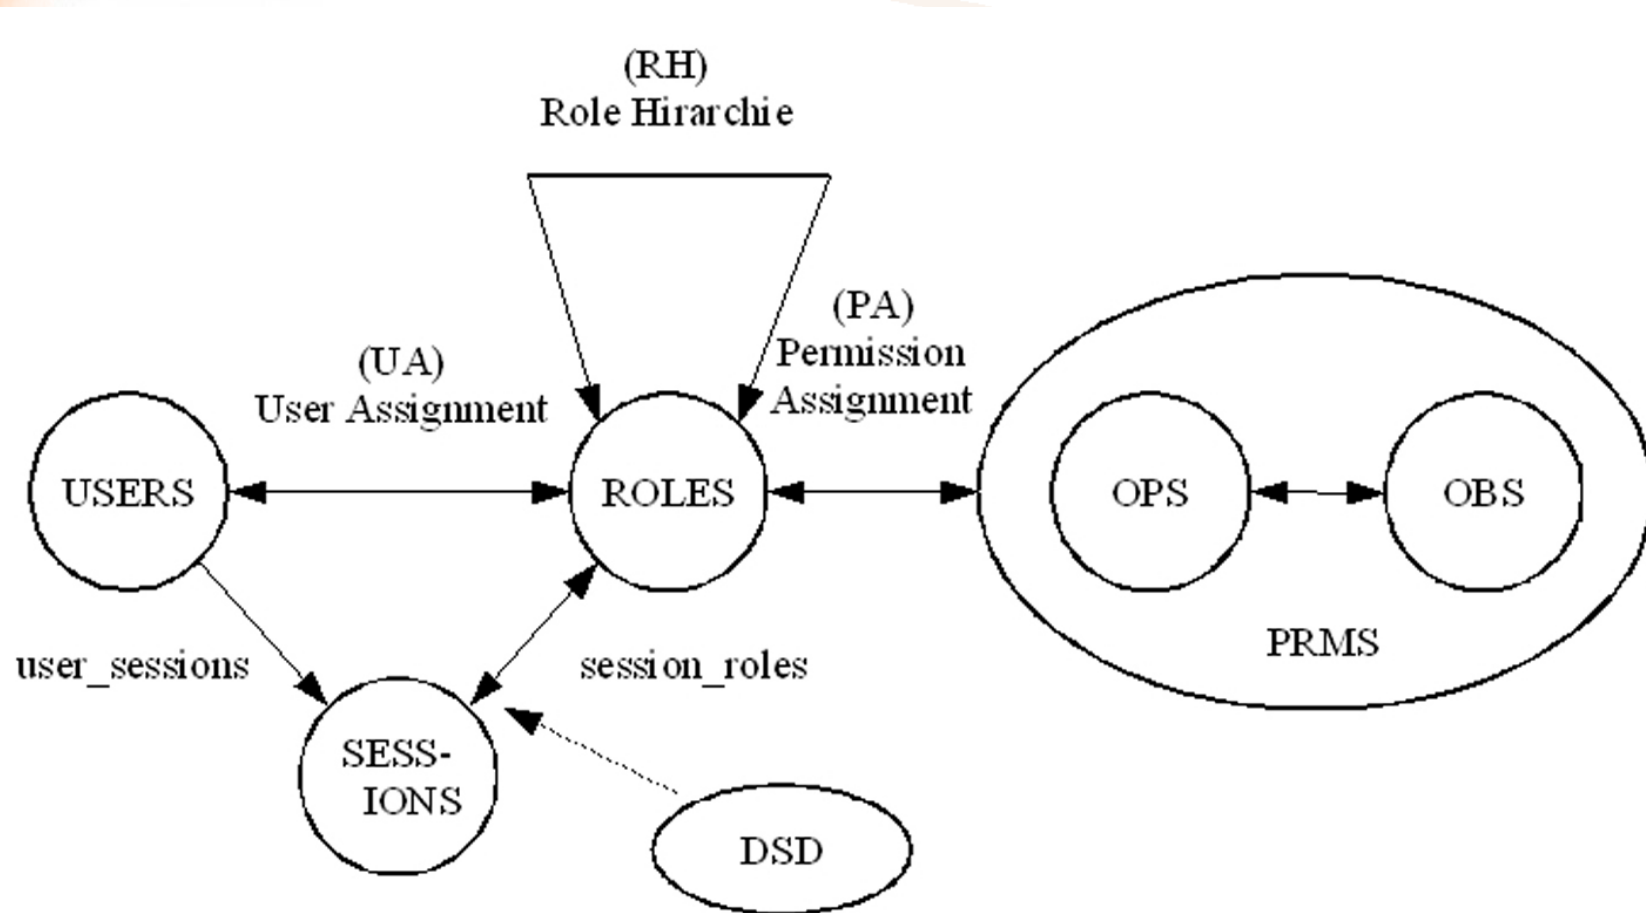 (RH)
Role Hirarchie
(PA)
Permission
Assignment
(UA)
User Assignment
USERS
ROLES
OPS
OBS
PRMS
user_sessions
session_roles
SESS-
IONS
DSD